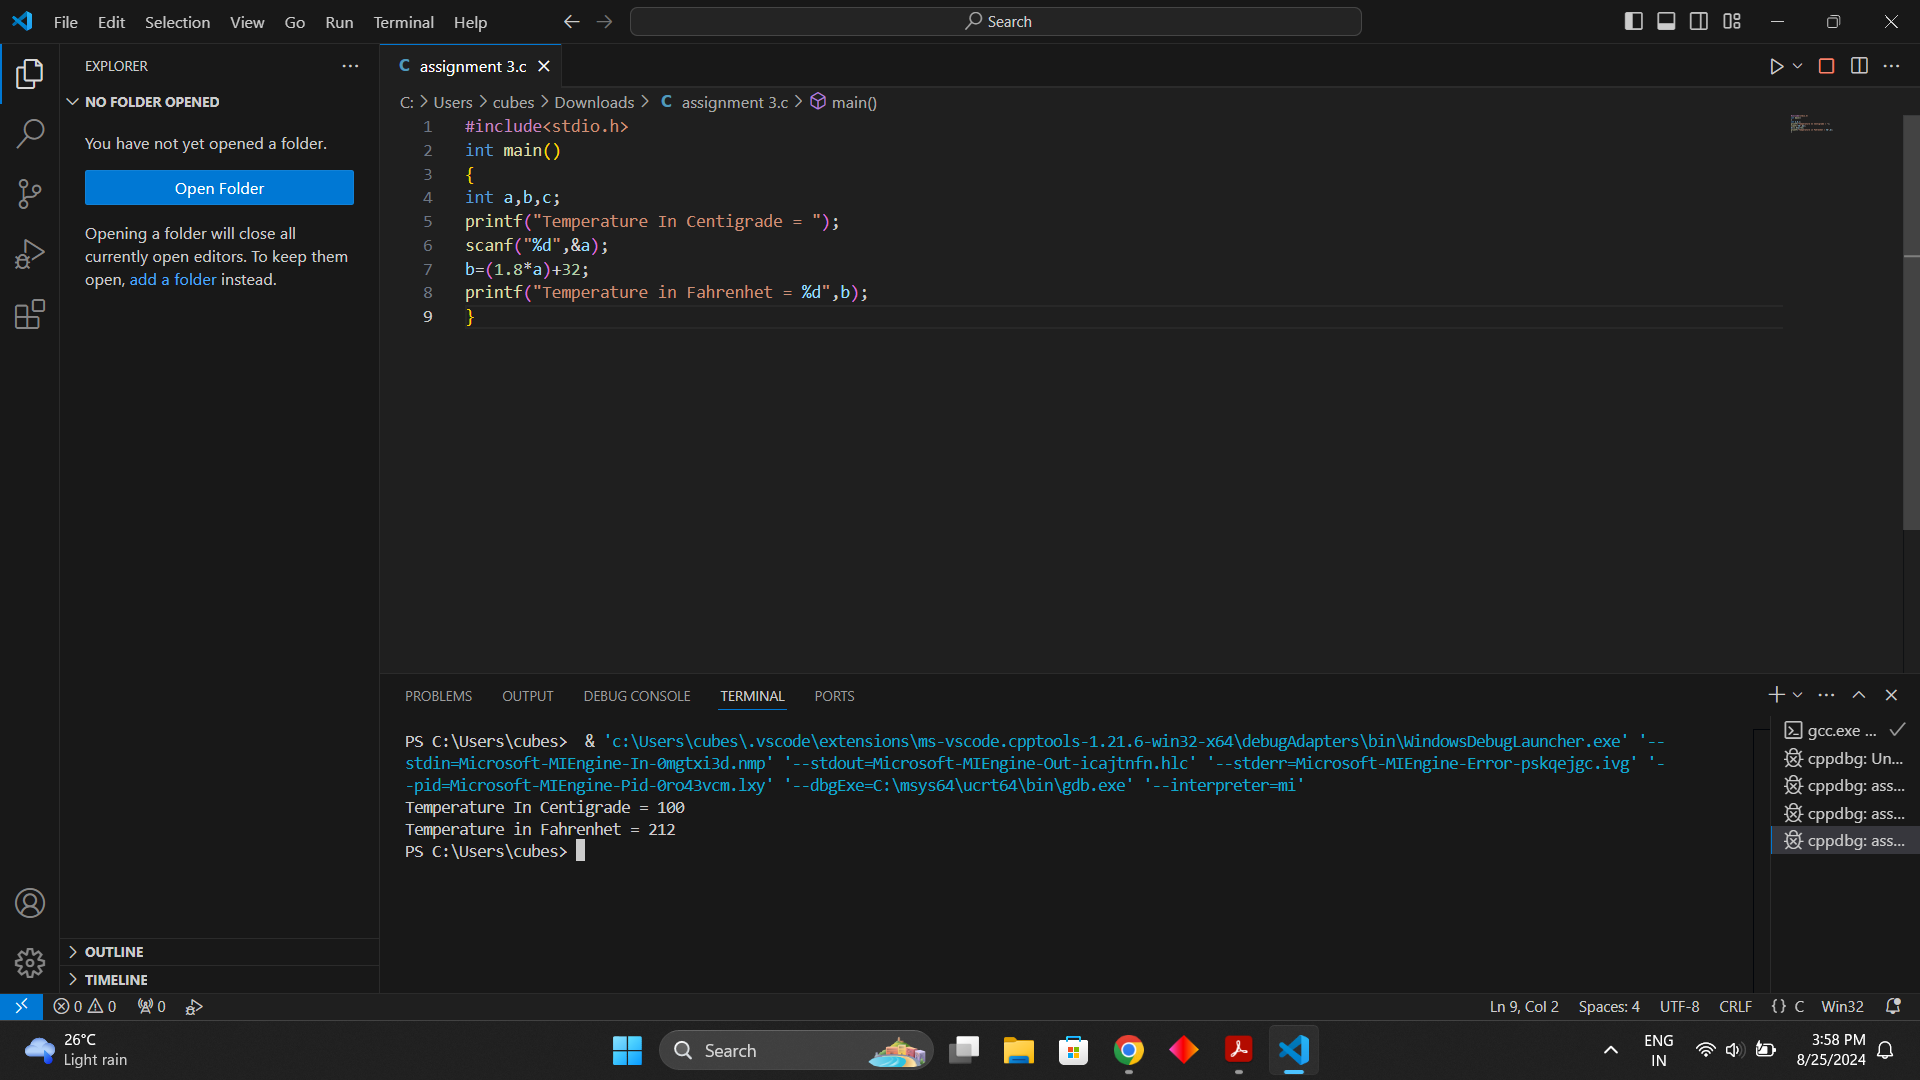 File Edit Selection View Go Run Terminal Help
Search
EXPLORER
NO FOLDER OPENED
You have not yet opened a folder.
Open Folder
Opening a folder will close all
currently open editors. To keep them
open, add a folder instead.
OUTLINE
TIMELINE
C assignment 3.c
C: > Users > cubes > Downloads > C assignment 3.c > main()
1 #include<stdio.h>
2 int main()
3 {
4 int a,b,c;
5 printf("Temperature In Centigrade = ");
6 scanf("%d",&a);
7 b=(1.8*a)+32;
8 printf("Temperature in Fahrenhet = %d",b);
9 }
PROBLEMS OUTPUT DEBUG CONSOLE TERMINAL PORTS
PS C:\Users\cubes>  & 'c:\Users\cubes\.vscode\extensions\ms-vscode.cpptools-1.21.6-win32-x64\debugAdapters\bin\WindowsDebugLauncher.exe' '--
stdin=Microsoft-MIEngine-In-0mgtxi3d.nmp' '--stdout=Microsoft-MIEngine-Out-icajtnfn.hlc' '--stderr=Microsoft-MIEngine-Error-pskqejgc.ivg' '-
-pid=Microsoft-MIEngine-Pid-0ro43vcm.lxy' '--dbgExe=C:\msys64\ucrt64\bin\gdb.exe' '--interpreter=mi'
Temperature In Centigrade = 100
Temperature in Fahrenhet = 212
PS C:\Users\cubes>
gcc.exe ...
cppdbg: Un...
cppdbg: ass...
cppdbg: ass...
cppdbg: ass...
0 0 0
Ln 9, Col 2 Spaces: 4 UTF-8 CRLF {} C Win32
26°C
Light rain
Search
ENG
IN
3:58 PM
8/25/2024